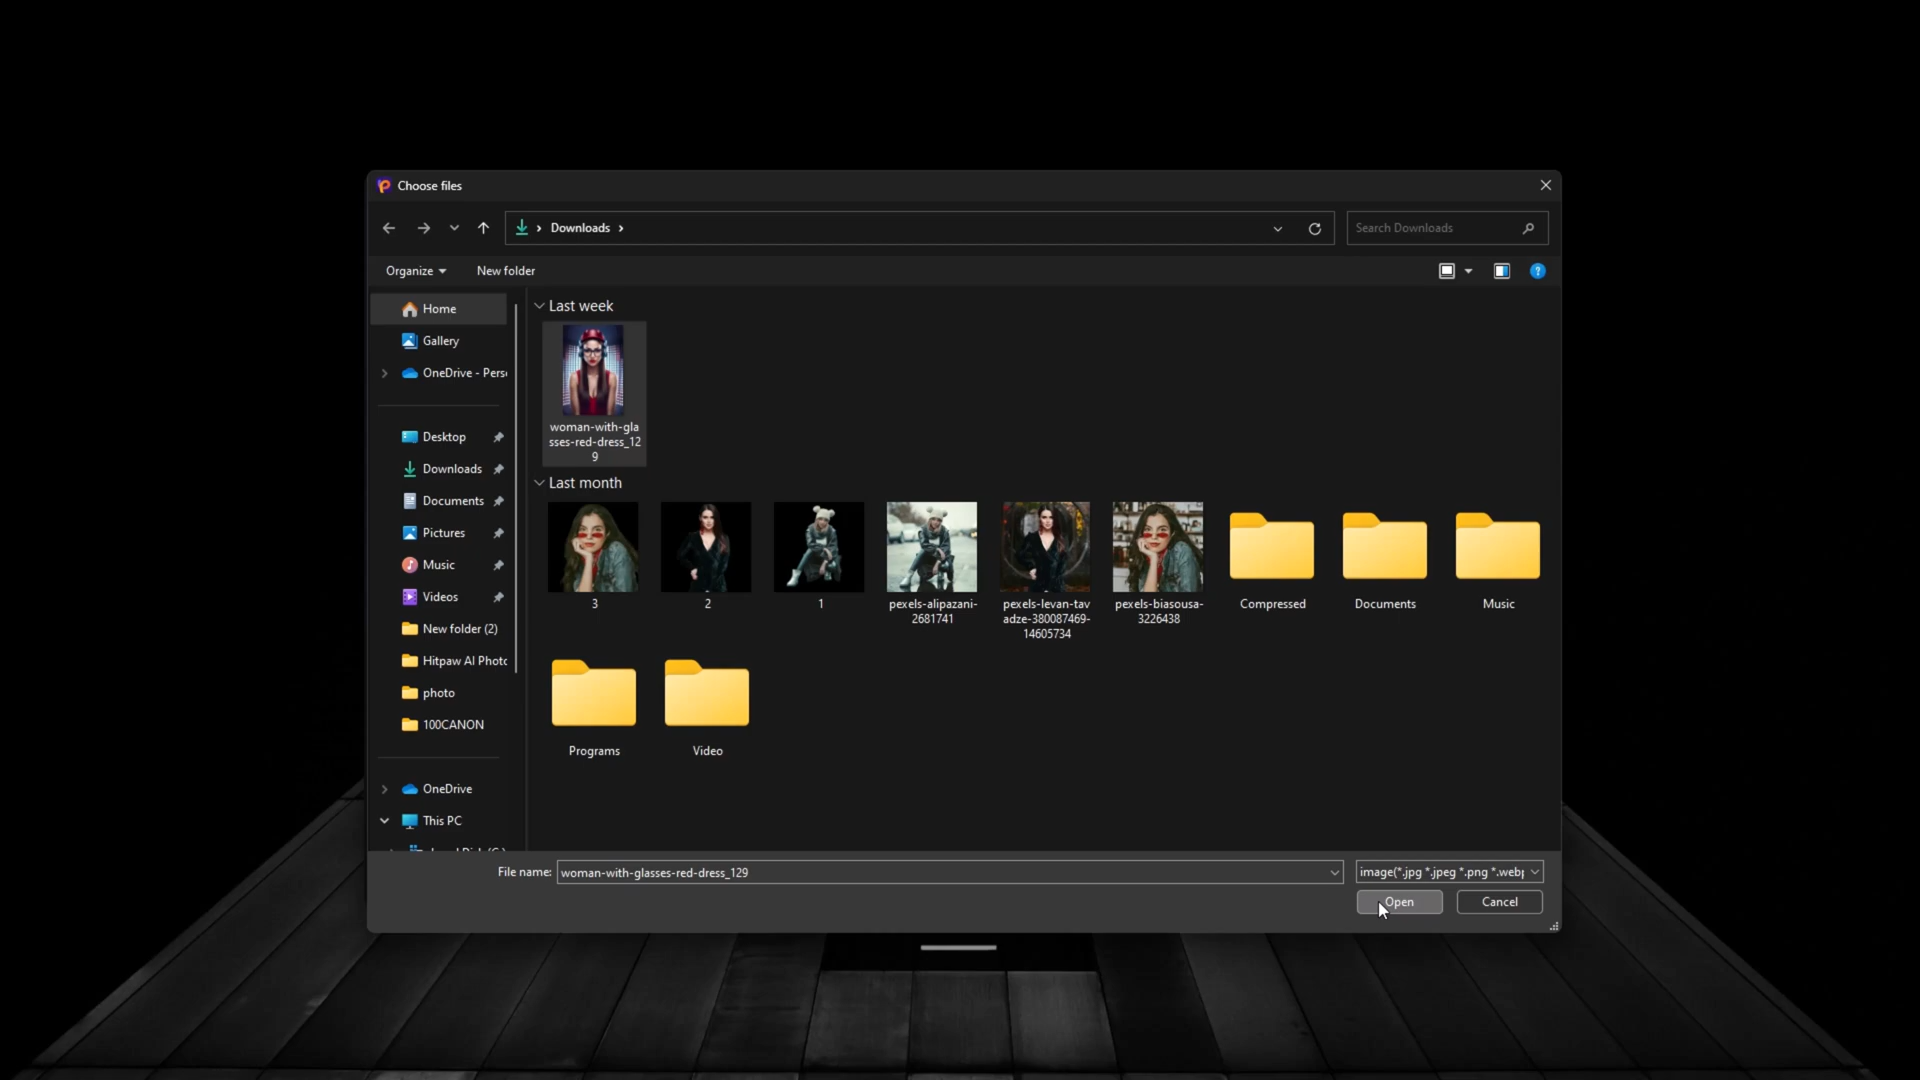 Choose files
Downloads
Search Downloads
Organize
New folder
Home
Gallery
OneDrive - Pers
Desktop
Downloads
Documents
Pictures
Music
Videos
New folder (2)
Hitpaw AI Phot
photo
100CANON
OneDrive
This PC
Last week
woman-with-gla
sses-red-dress_12
9
Last month
3
2
1
pexels-alipazani-
2681741
pexels-levan-tav
adze-380087469-
14605734
pexels-biasousa-
3226438
Compressed
Documents
Music
Programs
Video
File name:
woman-with-glasses-red-dress_129
image(*.jpg *.jpeg *.png *.webp
Open
Cancel